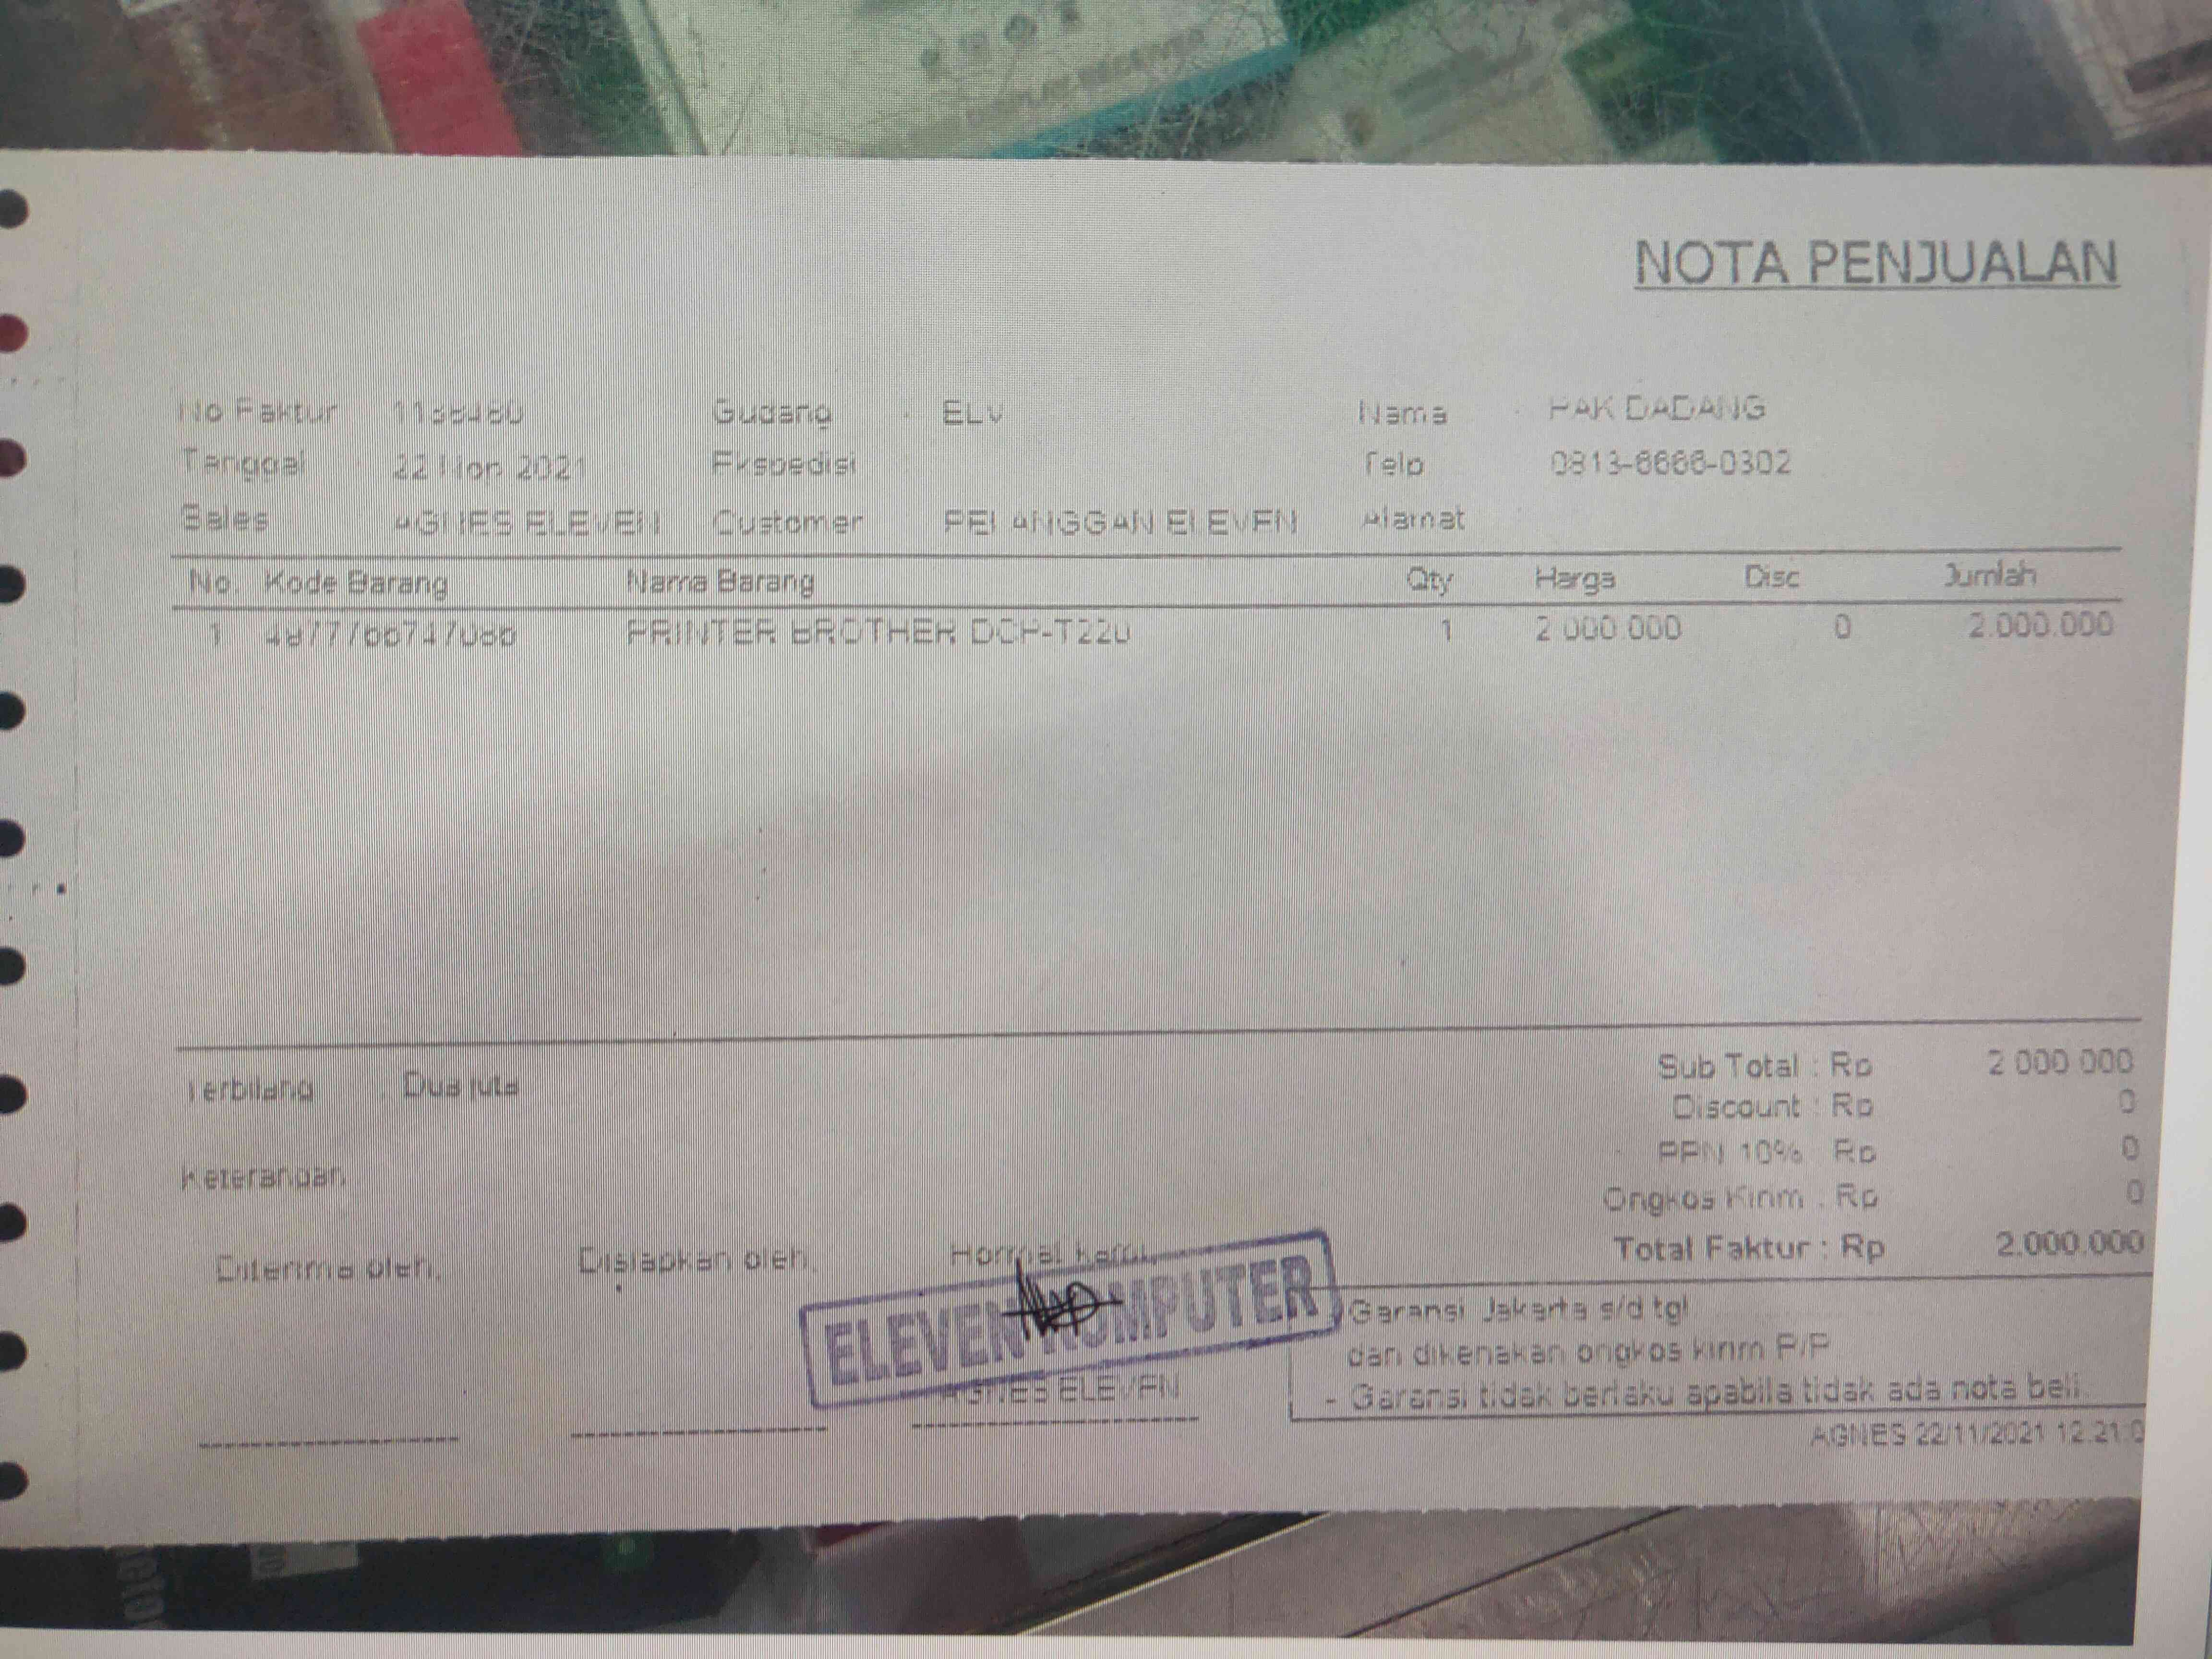 NOTA PENJUALAN
No Faktur Gudang ELV Nama PAK DADANG
Tanggal 22 Nop 2021 Ekspedisi Telp 0813-6666-0302
Sales AGNES ELEVEN Customer PELANGGAN ELEVEN Alamat
No. Kode Barang Nama Barang Qty Harga Disc Jumlah
1 PRINTER BROTHER DCP-T220 1 2.000.000 0 2.000.000
Terbilang : Dua juta
Sub Total : Rp 2.000.000
Discount : Rp 0
PPN 10% Rp 0
Keterangan
Ongkos Kirim : Rp 0
Total Faktur : Rp 2.000.000
Diterima oleh, Disiapkan oleh, Hormat kami,
ELEVEN KOMPUTER
AGNES ELEVEN
Garansi Jakarta s/d tgl
dan dikenakan ongkos kirim P/P
- Garansi tidak berlaku apabila tidak ada nota beli.
AGNES 22/11/2021 12:21:0